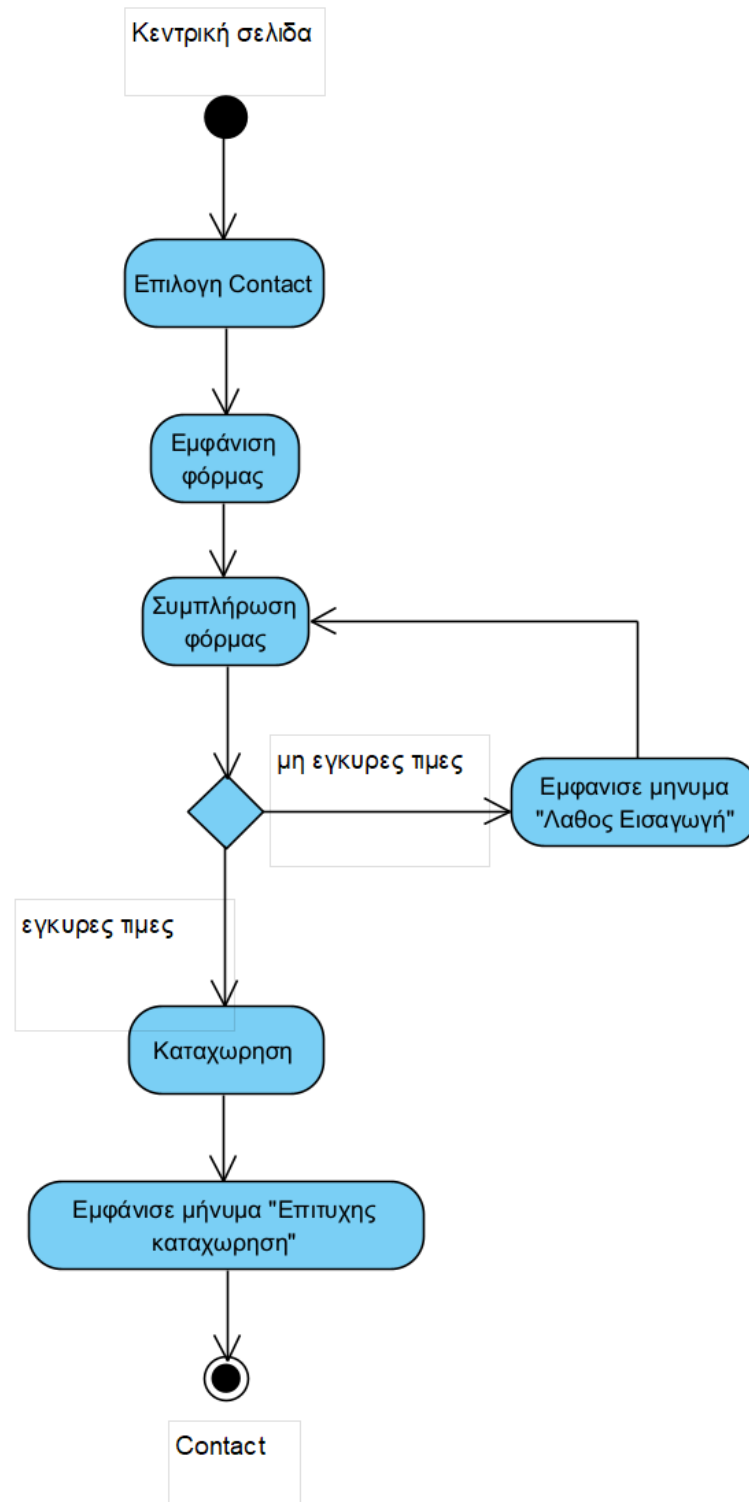 Κεντρική σελιδα
Επιλογη Contact
Εμφάνιση
φόρμας
Συμπλήρωση
φόρμας
μη εγκυρες τιμες
Εμφανισε μηνυμα
"Λαθος Εισαγωγή"
εγκυρες τιμες
Καταχωρηση
Εμφάνισε μήνυμα "Επιτυχης
καταχωρηση"
Contact